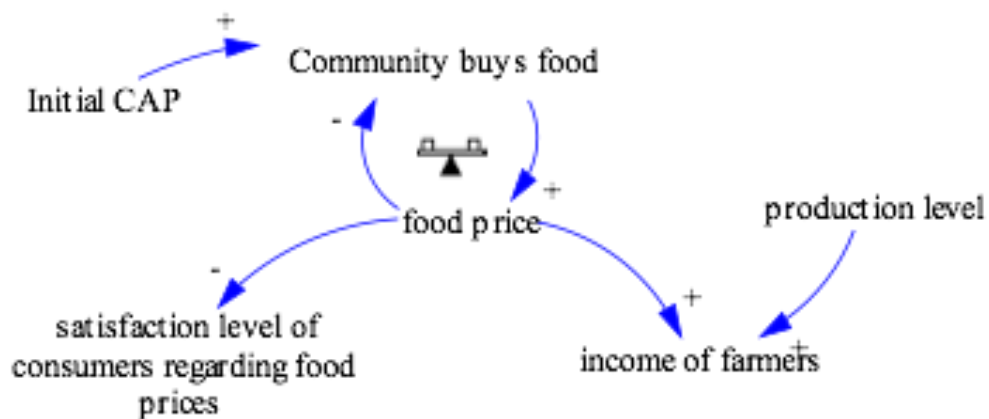 +
Community buys food
Initial CAP
-
+
food price
production level
-
+
satisfaction level of
consumers regarding food
prices
+
income of farmers